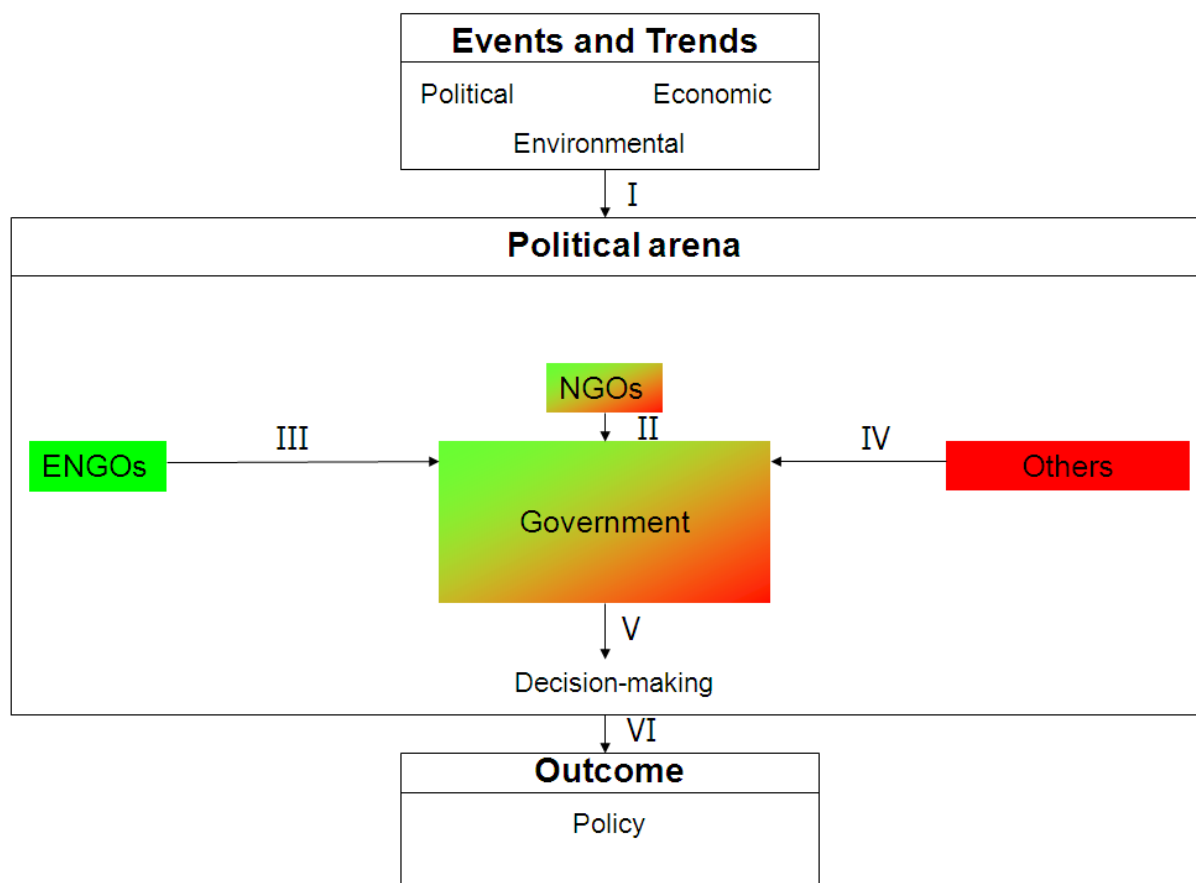 Events and Trends
Political Economic
Environmental
I
Political arena
NGOs
II
III
IV
ENGOs
Others
Government
V
Decision-making
VI
Outcome
Policy